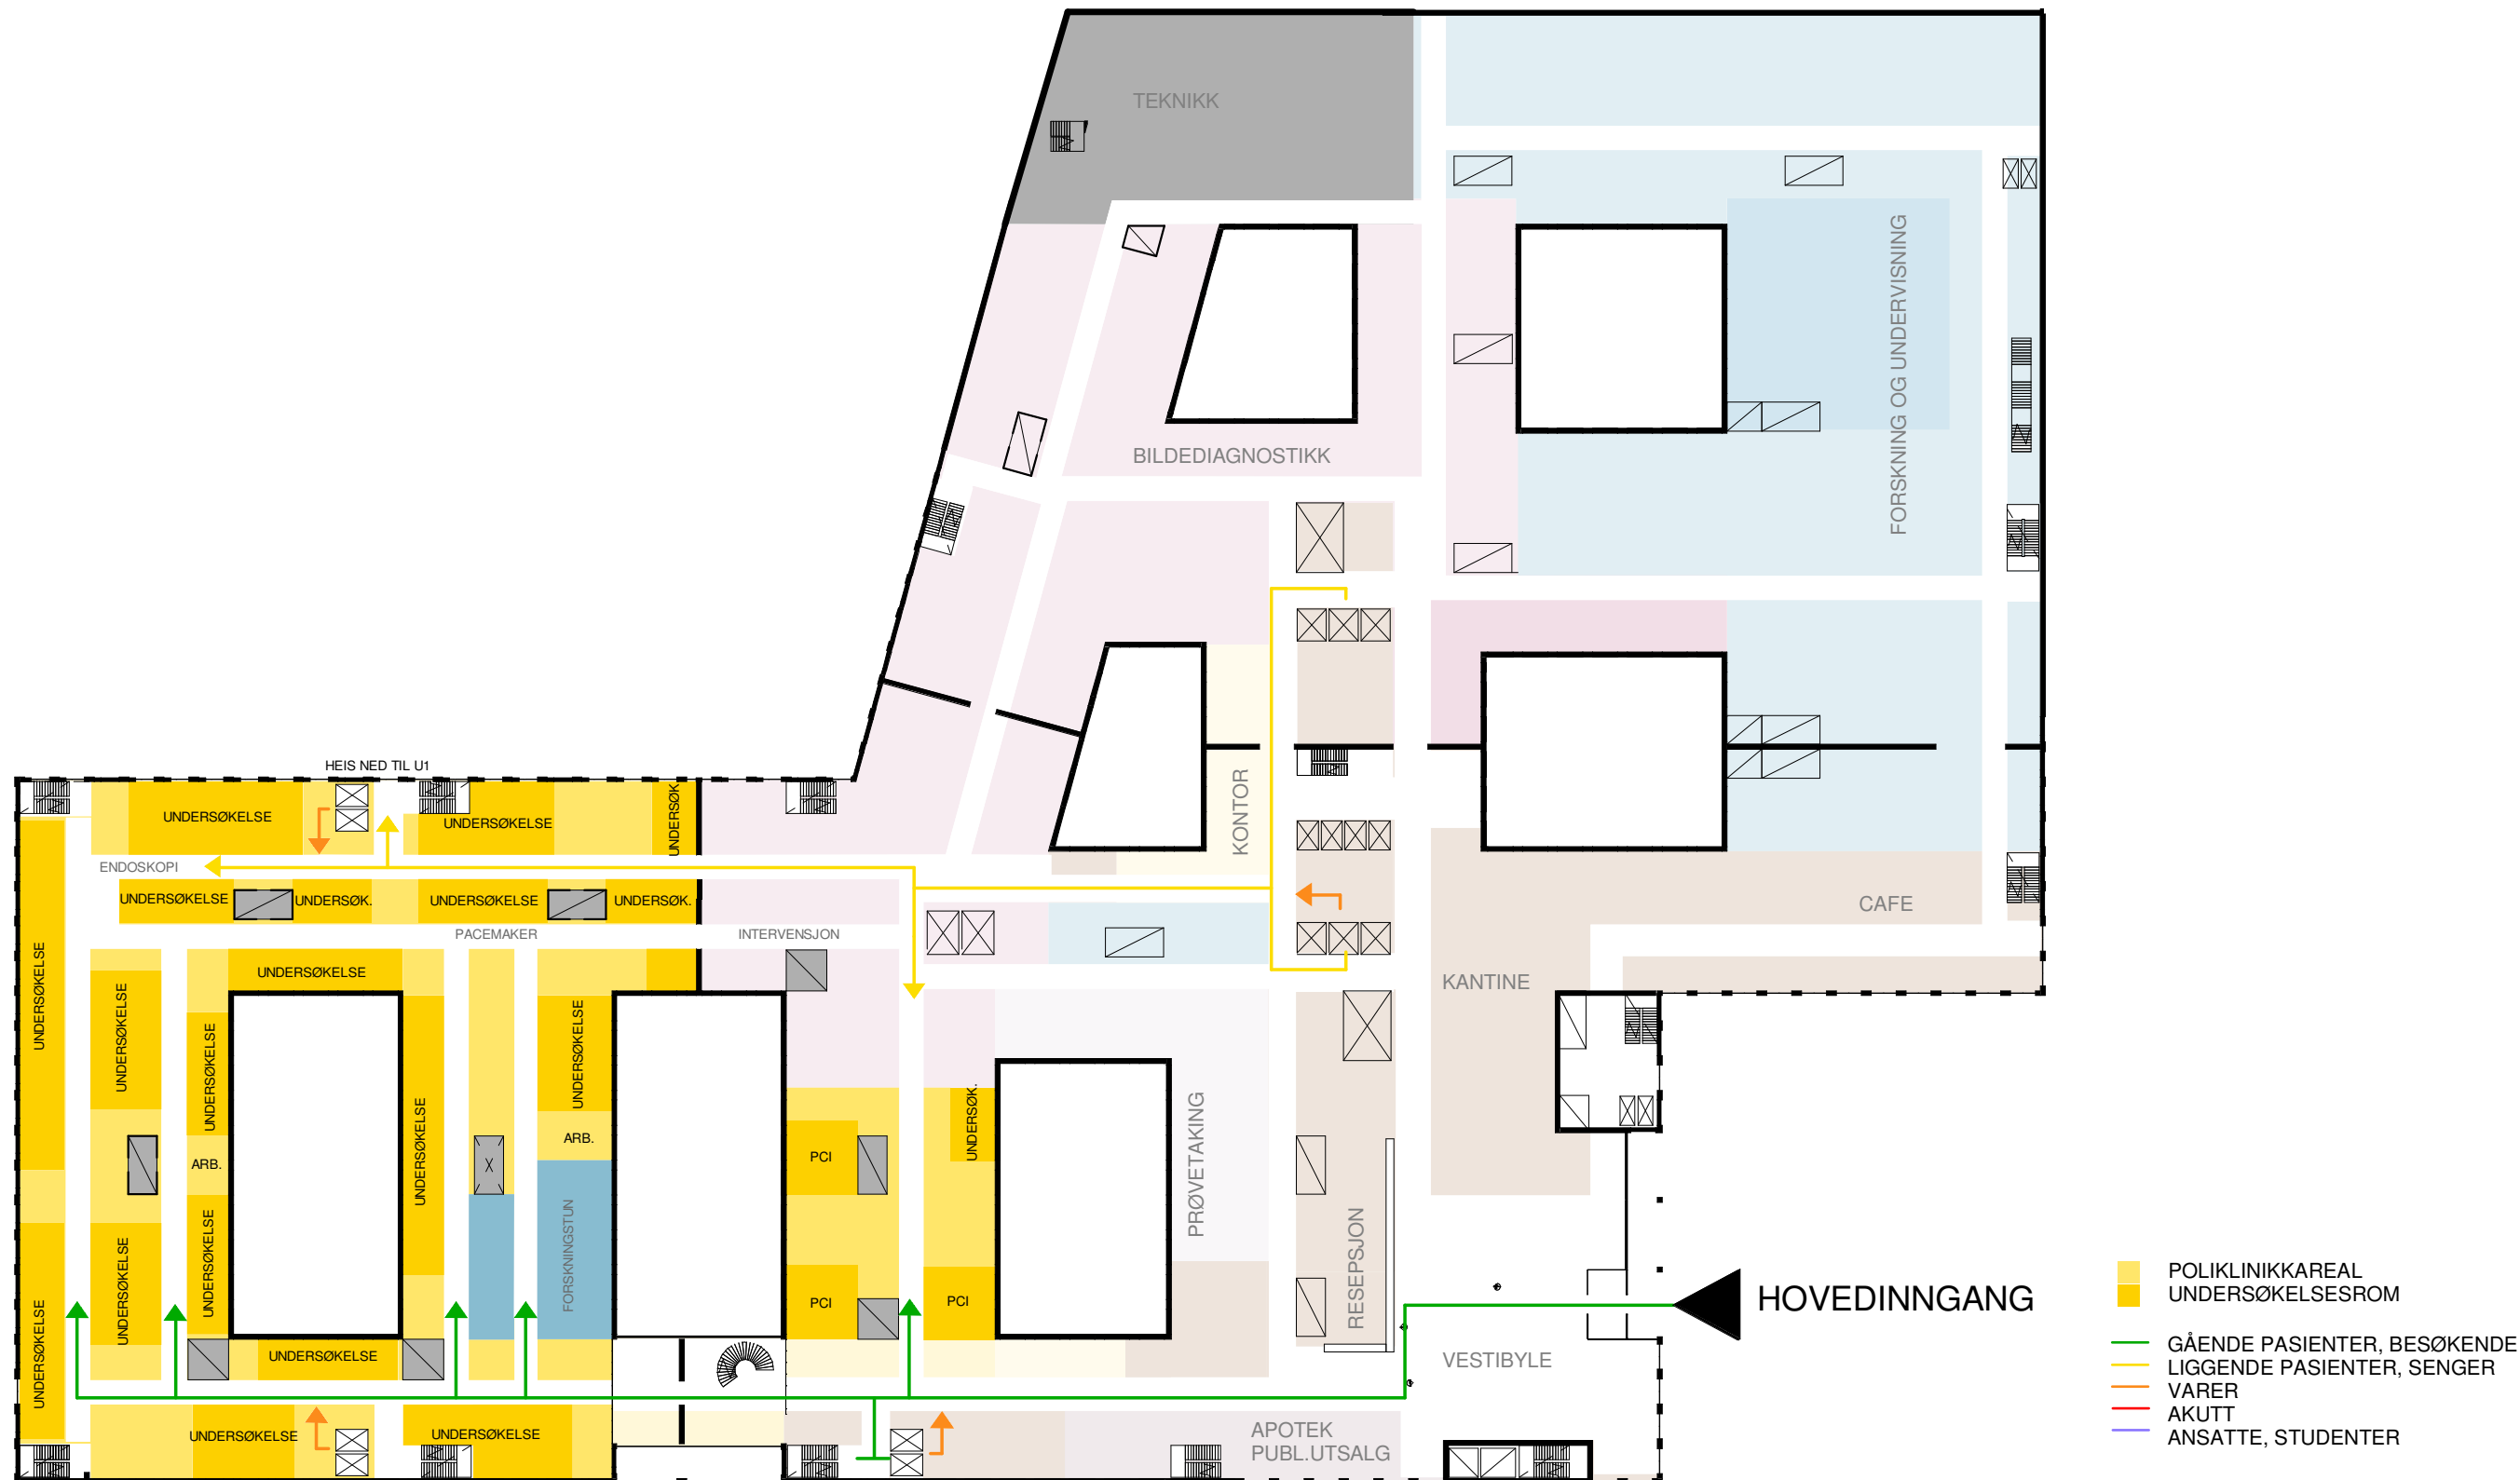 TEKNIKK
FORSKNING OG UNDERVISNING
BILDEDIAGNOSTIKK
HEIS NED TIL U1
KONTOR
UNDERSØKELSE
UNDERSØKELSE
UNDERSØK.
ENDOSKOPI
UNDERSØKELSE
UNDERSØK.
UNDERSØKELSE
UNDERSØK.
CAFE
PACEMAKER
INTERVENSJON
UNDERSØKELSE
UNDERSØKELSE
KANTINE
UNDERSØKELSE
UNDERSØKELSE
UNDERSØKELSE
UNDERSØKELSE
UNDERSØKELSE
ARB.
ARB.
PCI
UNDERSØK.
PRØVETAKING
UNDERSØKELSE
UNDERSØKELSE
FORSKNINGSTUN
RESEPSJON
UNDERSØKELSE
PCI
PCI
HOVEDINNGANG
UNDERSØKELSE
VESTIBYLE
UNDERSØKELSE
UNDERSØKELSE
APOTEK
PUBL.UTSALG
POLIKLINIKKAREAL
UNDERSØKELSESROM
GÅENDE PASIENTER, BESØKENDE
LIGGENDE PASIENTER, SENGER
VARER
AKUTT
ANSATTE, STUDENTER